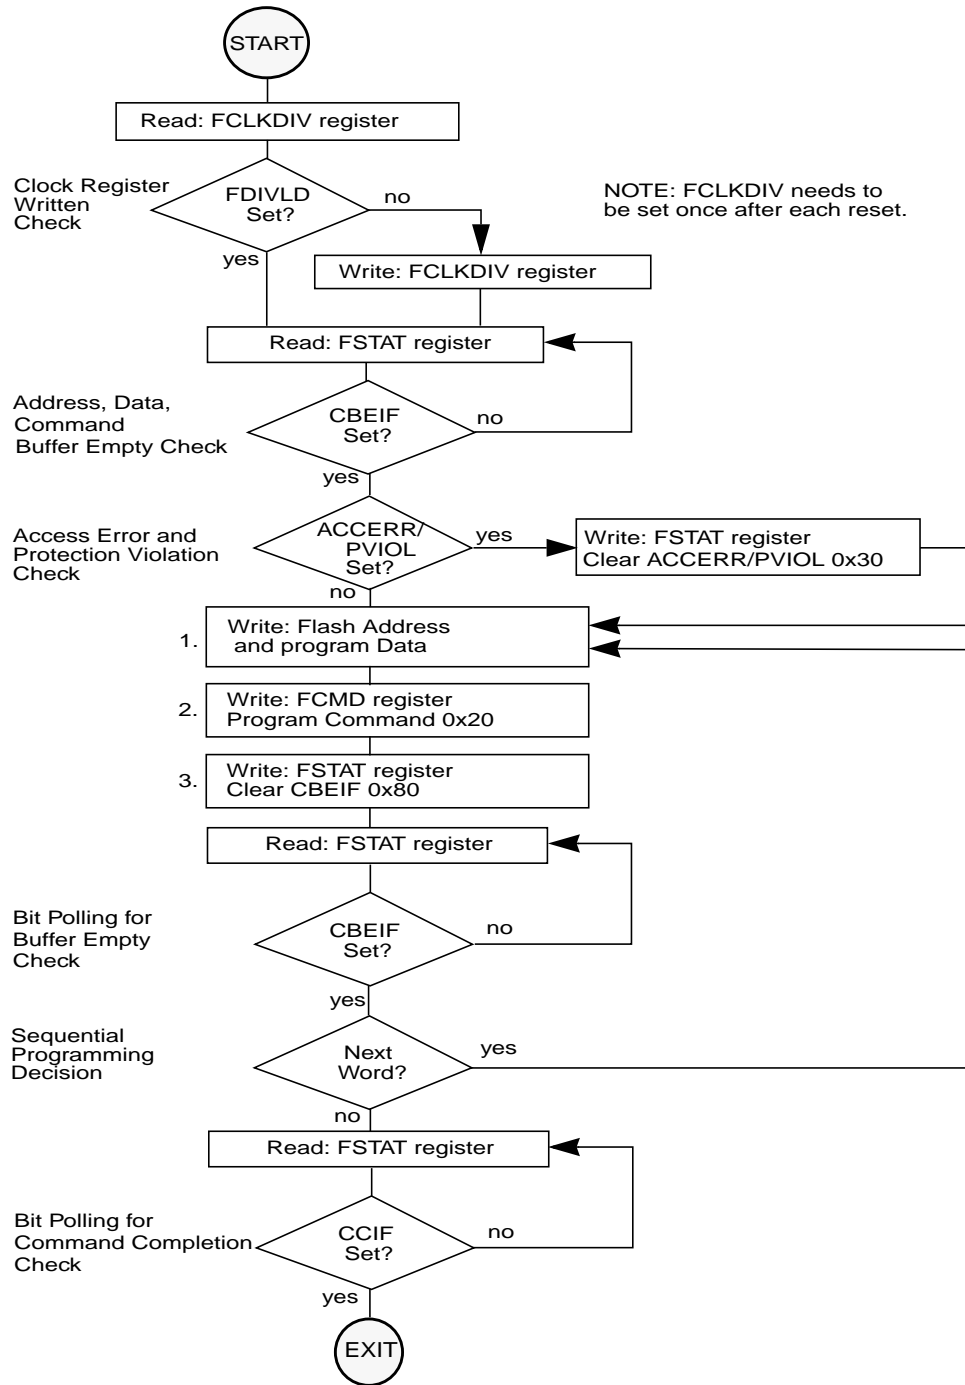 START
Read: FCLKDIV register
Clock Register
Written
Check
FDIVLD
Set?
no
yes
NOTE: FCLKDIV needs to
be set once after each reset.
Write: FCLKDIV register
Read: FSTAT register
Address, Data,
Command
Buffer Empty Check
CBEIF
Set?
no
yes
Access Error and
Protection Violation
Check
ACCERR/
PVIOL
Set?
yes
no
Write: FSTAT register
Clear ACCERR/PVIOL 0x30
1.
Write: Flash Address
and program Data
2.
Write: FCMD register
Program Command 0x20
3.
Write: FSTAT register
Clear CBEIF 0x80
Read: FSTAT register
Bit Polling for
Buffer Empty
Check
CBEIF
Set?
no
yes
Sequential
Programming
Decision
Next
Word?
yes
no
Read: FSTAT register
Bit Polling for
Command Completion
Check
CCIF
Set?
no
yes
EXIT